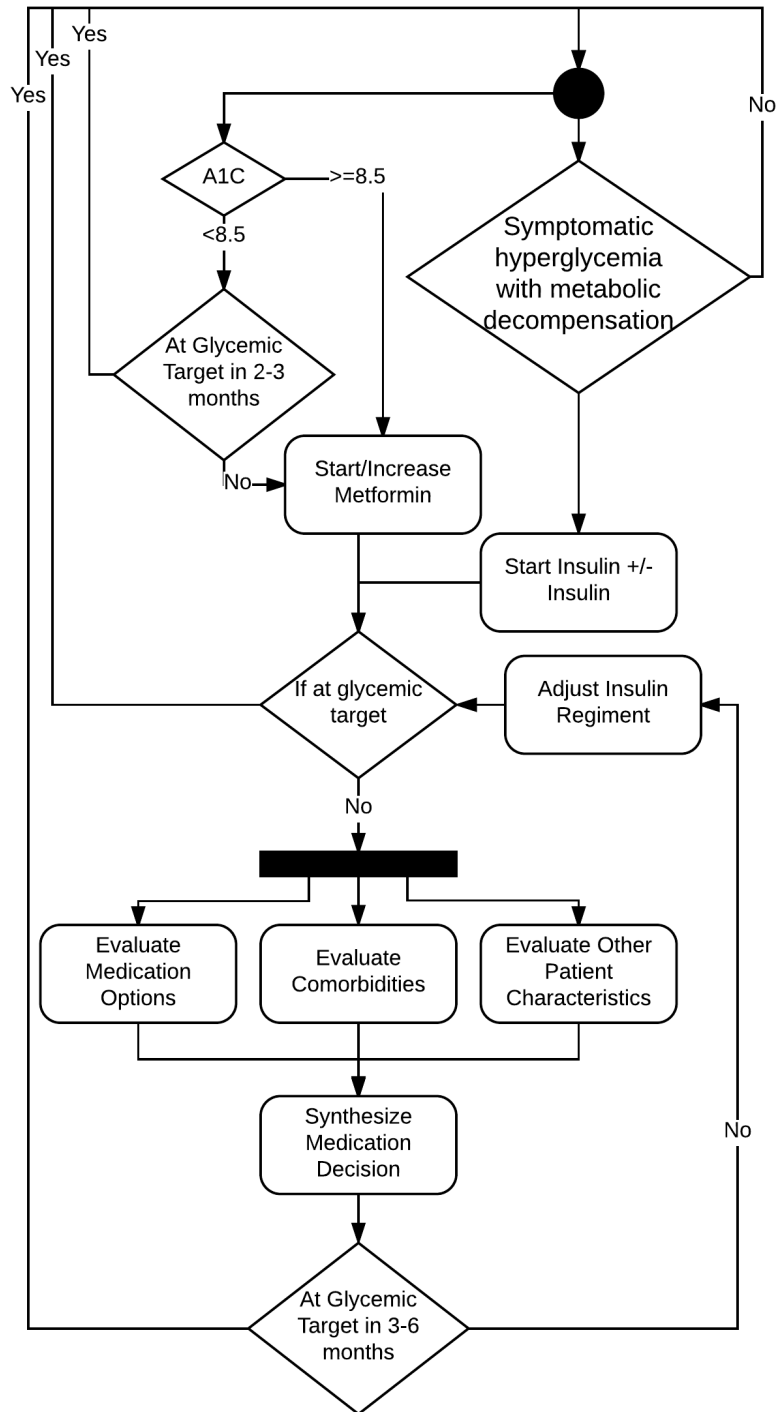 Yes
Yes
Yes
No
A1C
>=8.5
<8.5
Symptomatic
hyperglycemia
with metabolic
decompensation
At Glycemic
Target in 2-3
months
No
Start/Increase
Metformin
Start Insulin +/-
Insulin
If at glycemic
target
Adjust Insulin
Regiment
No
Evaluate
Medication
Options
Evaluate
Comorbidities
Evaluate Other
Patient
Characteristics
Synthesize
Medication
Decision
No
At Glycemic
Target in 3-6
months